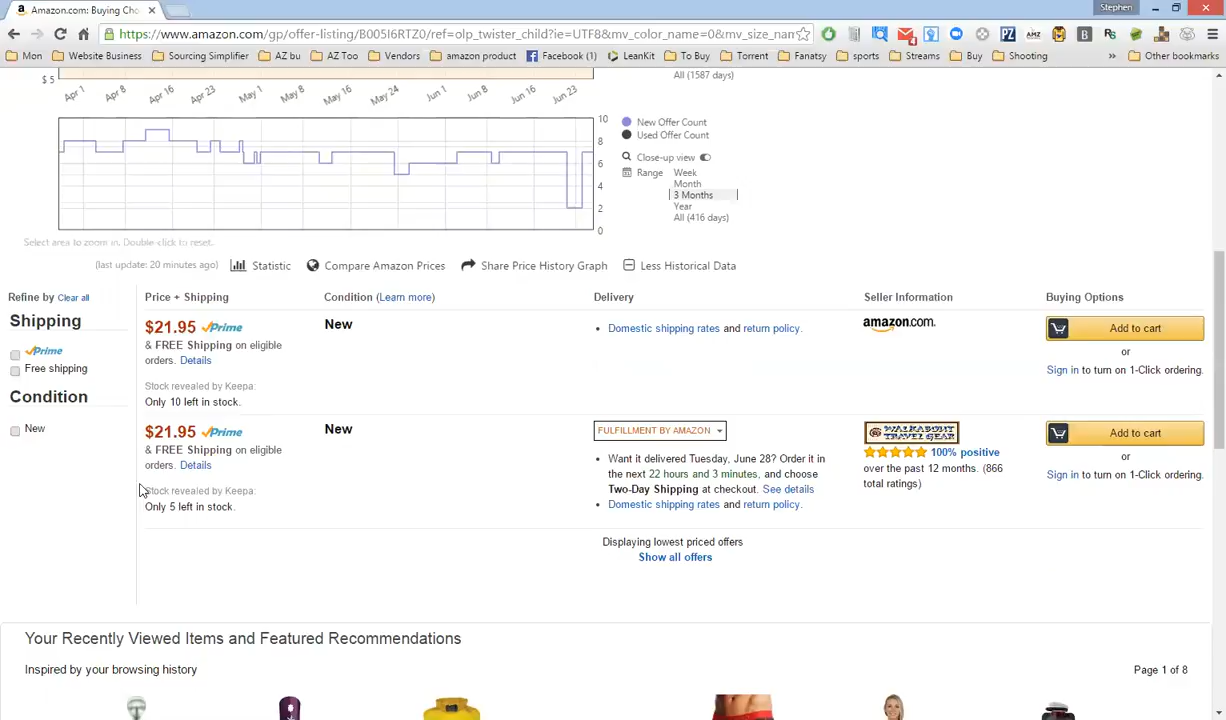 Amazon.com: Buying Cho
Stephen
https://www.amazon.com/gp/offer-listing/B005I6RTZ0/ref=olp_twister_child?ie=UTF8&mv_color_name=0&mv_size_nam
Mon Website Business Sourcing Simplifier AZ bu AZ Too Vendors amazon product Facebook (1) LeanKit To Buy Torrent Fanatsy sports Streams Buy Shooting » Other bookmarks
$ 5
All (1587 days)
Apr 1 Apr 8 Apr 16 Apr 23 May 1 May 8 May 16 May 24 Jun 1 Jun 8 Jun 16 Jun 23
10
8
6
4
2
0
New Offer Count
Used Offer Count
Close-up view
Range Week
Month
3 Months
Year
All (416 days)
Select area to zoom in. Double-click to reset.
(last update: 20 minutes ago) Statistic Compare Amazon Prices Share Price History Graph Less Historical Data
Refine by Clear all
Shipping
Prime
Free shipping
Condition
New
Price + Shipping Condition (Learn more) Delivery Seller Information Buying Options
$21.95 Prime
& FREE Shipping on eligible
orders. Details
Stock revealed by Keepa:
Only 10 left in stock.
New
Domestic shipping rates and return policy.
amazon.com.
Add to cart
or
Sign in to turn on 1-Click ordering.
$21.95 Prime
& FREE Shipping on eligible
orders. Details
Stock revealed by Keepa:
Only 5 left in stock.
New
FULFILLMENT BY AMAZON
Want it delivered Tuesday, June 28? Order it in
the next 22 hours and 3 minutes, and choose
Two-Day Shipping at checkout. See details
Domestic shipping rates and return policy.
WALKABOUT
TRAVEL GEAR
100% positive
over the past 12 months. (866
total ratings)
Add to cart
or
Sign in to turn on 1-Click ordering.
Displaying lowest priced offers
Show all offers
Your Recently Viewed Items and Featured Recommendations
Inspired by your browsing history
Page 1 of 8